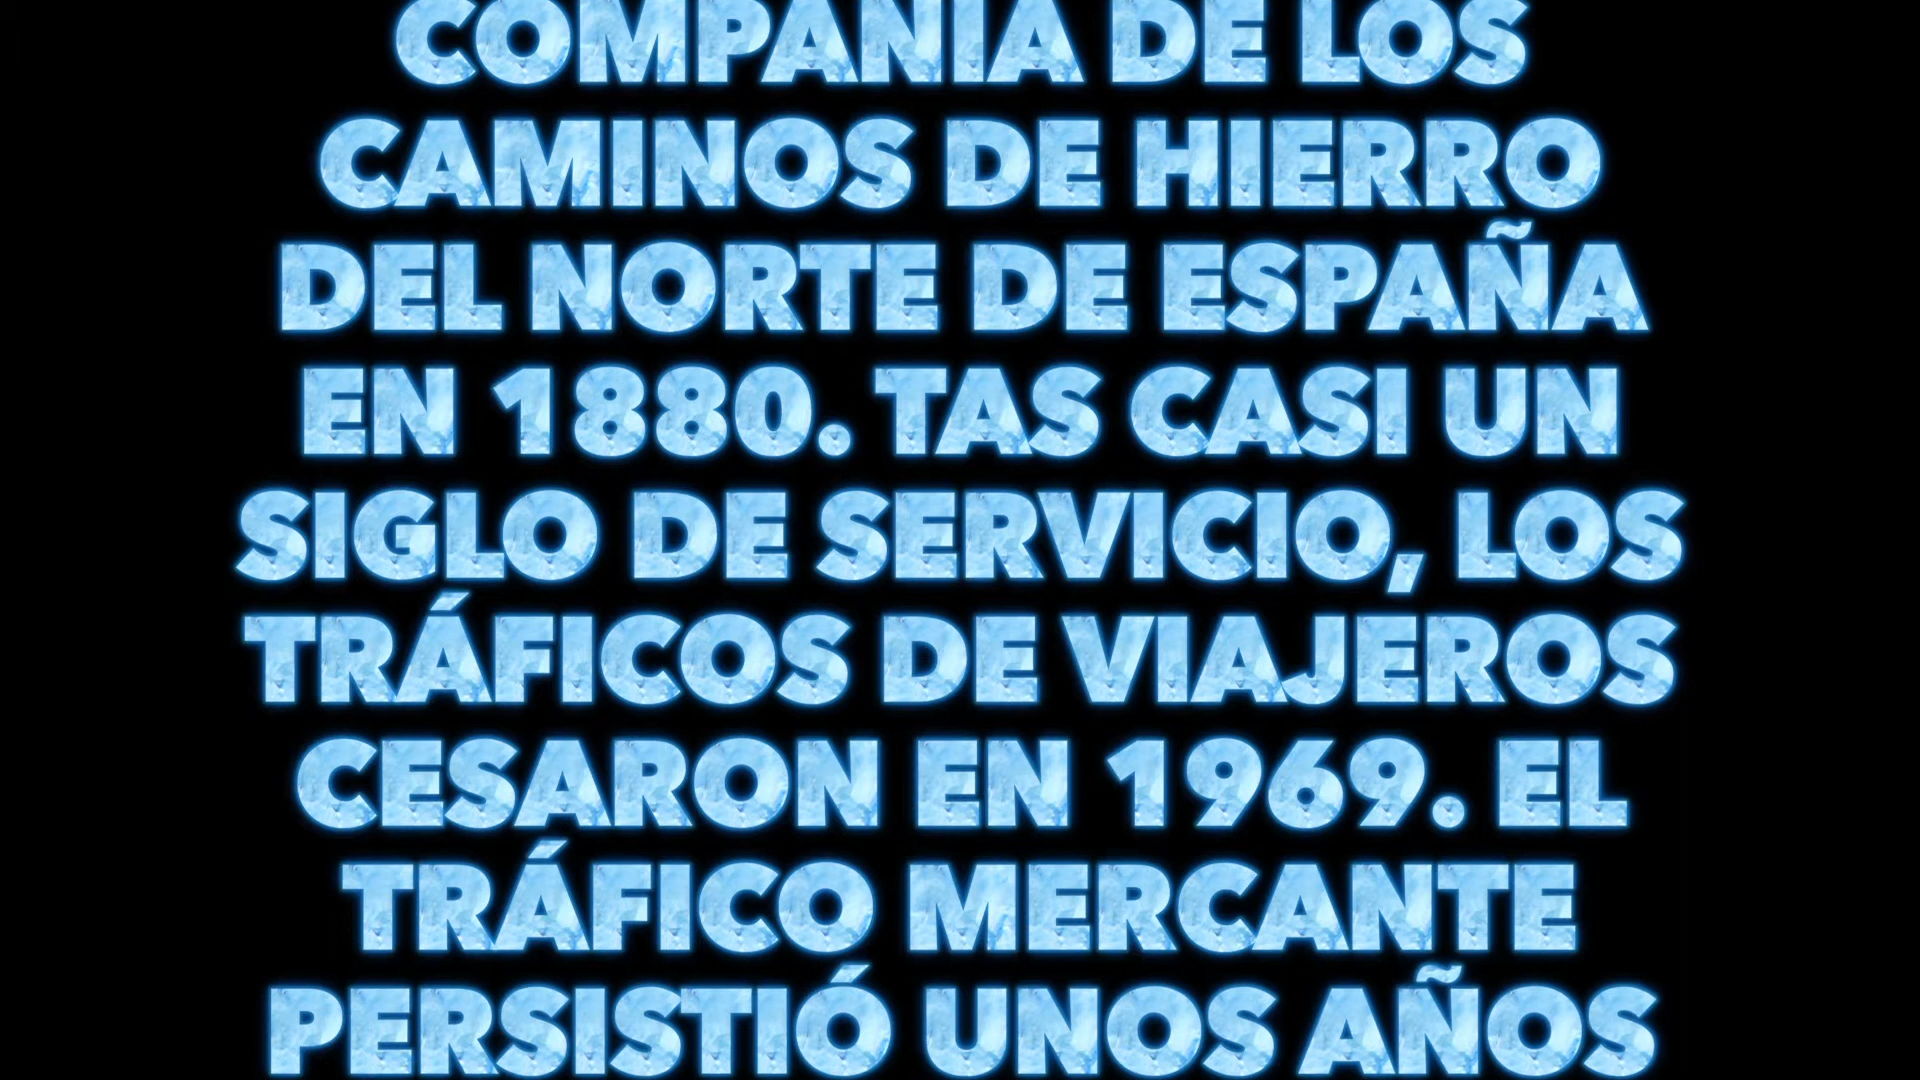 COMPAÑÍA DE LOS
CAMINOS DE HIERRO
DEL NORTE DE ESPAÑA
EN 1880. TAS CASI UN
SIGLO DE SERVICIO, LOS
TRÁFICOS DE VIAJEROS
CESARON EN 1969. EL
TRÁFICO MERCANTE
PERSISTIÓ UNOS AÑOS